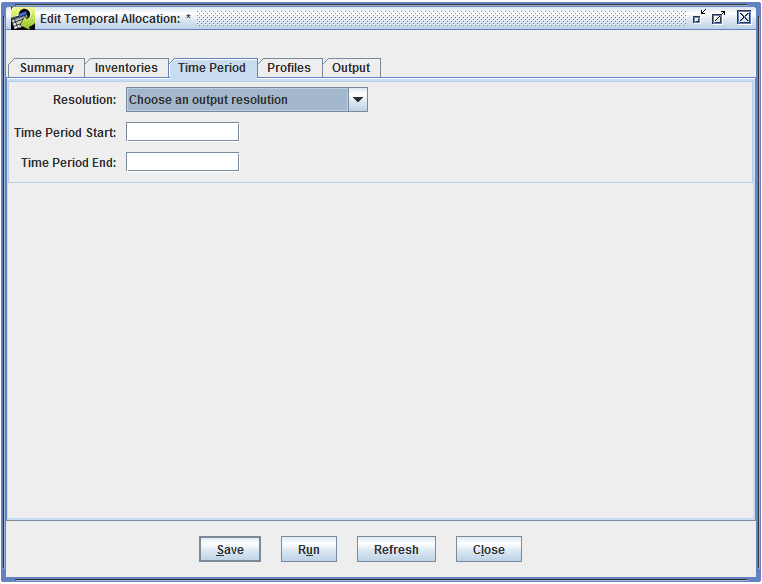 Edit Temporal Allocation: *
Summary Inventories Time Period Profiles Output
Resolution: Choose an output resolution
Time Period Start:
Time Period End:
Save Run Refresh Close